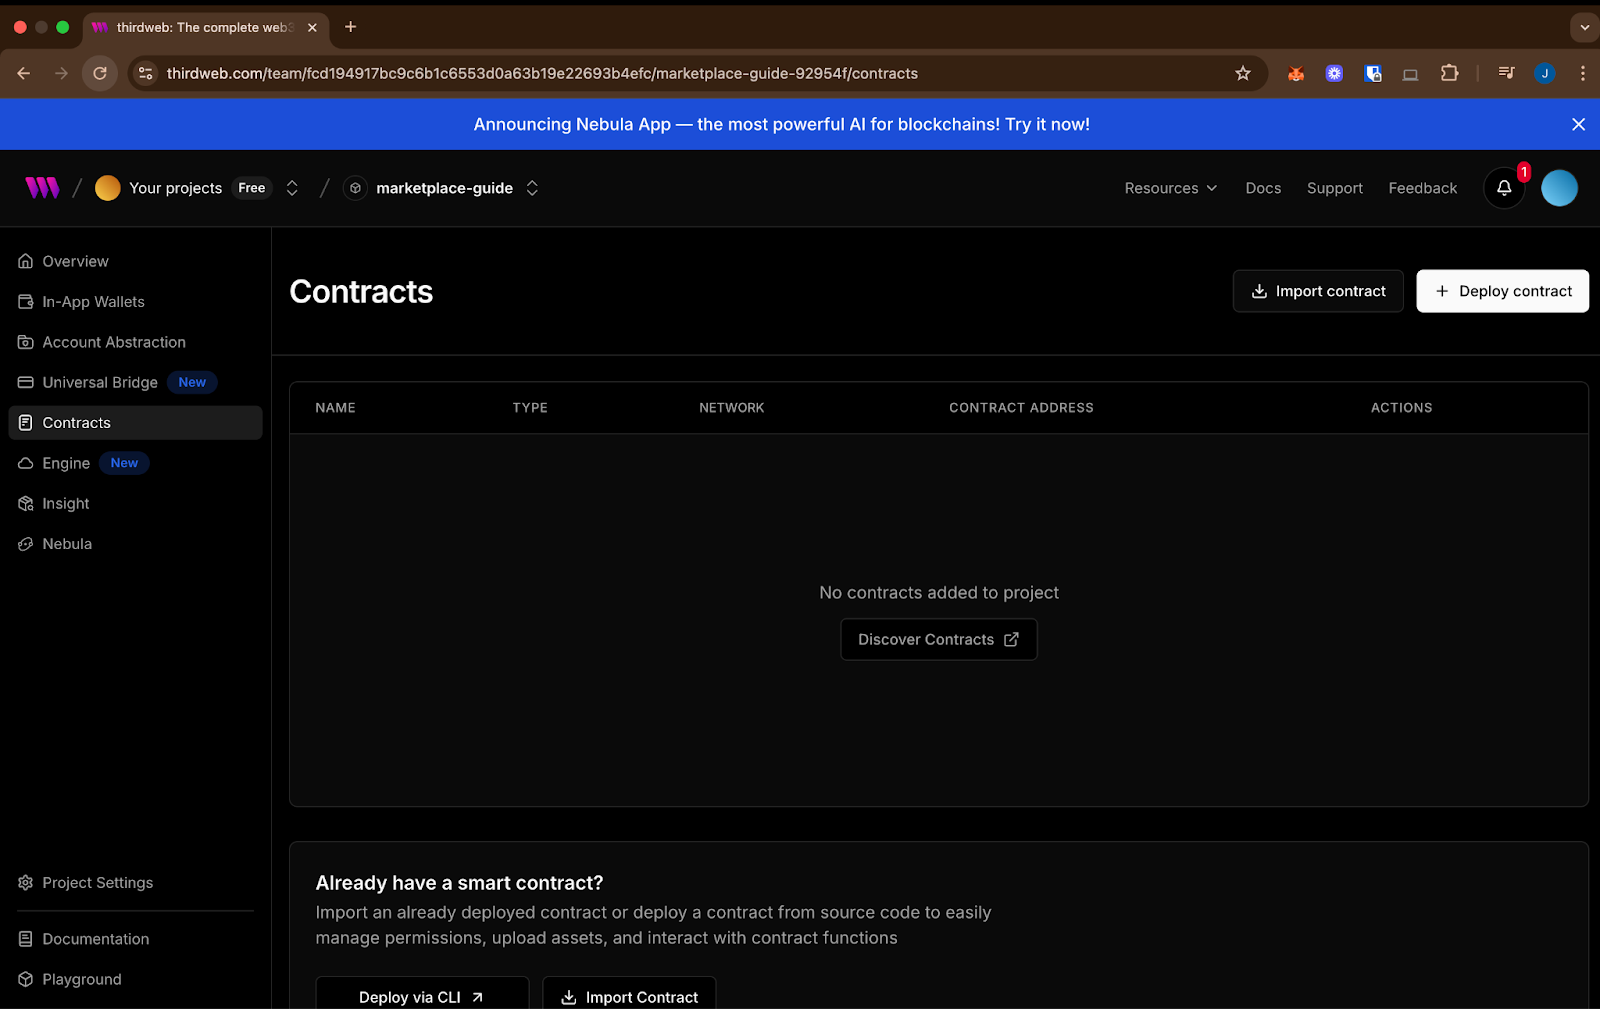 thirdweb: The complete web3
thirdweb.com/team/fcd194917bc9c6b1c6553d0a63b19e22693b4efc/marketplace-guide-92954f/contracts
J
Announcing Nebula App — the most powerful AI for blockchains! Try it now!
/ Your projects Free / marketplace-guide
Resources Docs Support Feedback 1
Overview
In-App Wallets
Account Abstraction
Universal Bridge New
Contracts
Engine New
Insight
Nebula
Project Settings
Documentation
Playground
Contracts
Import contract
Deploy contract
NAME TYPE NETWORK CONTRACT ADDRESS ACTIONS
No contracts added to project
Discover Contracts
Already have a smart contract?
Import an already deployed contract or deploy a contract from source code to easily
manage permissions, upload assets, and interact with contract functions
Deploy via CLI
Import Contract